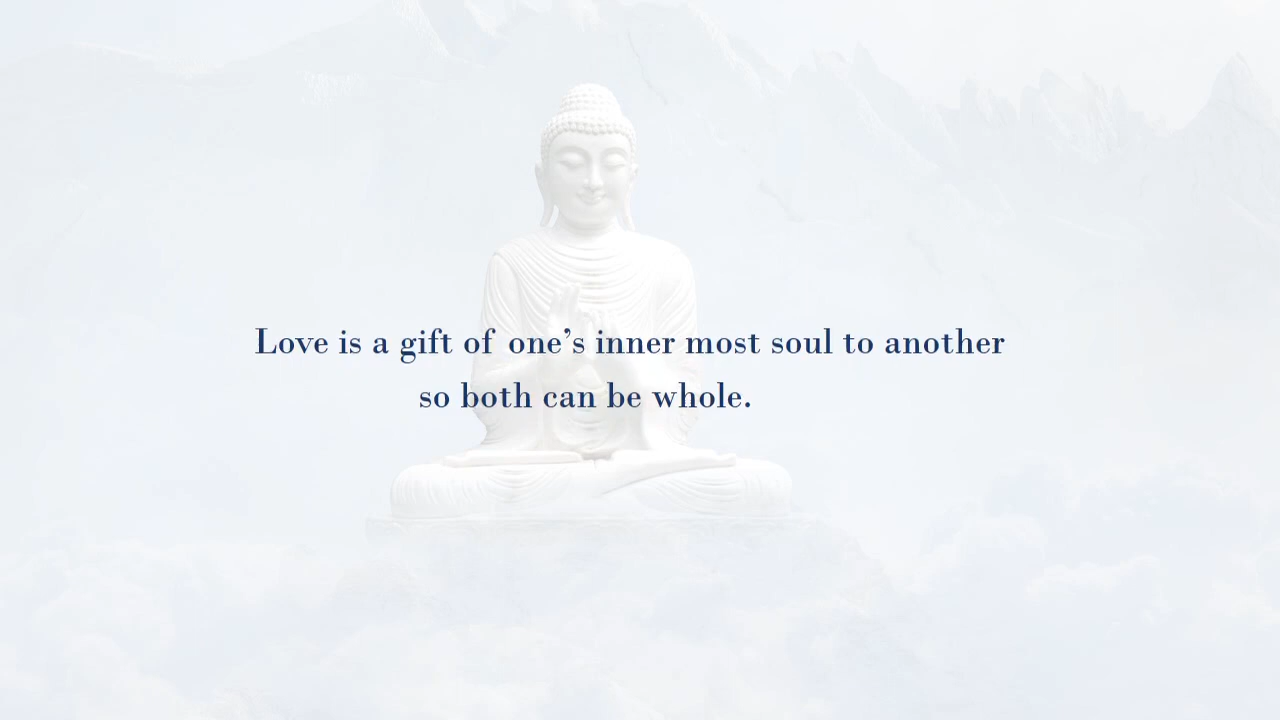 Love is a gift of one’s inner most soul to another
so both can be whole.